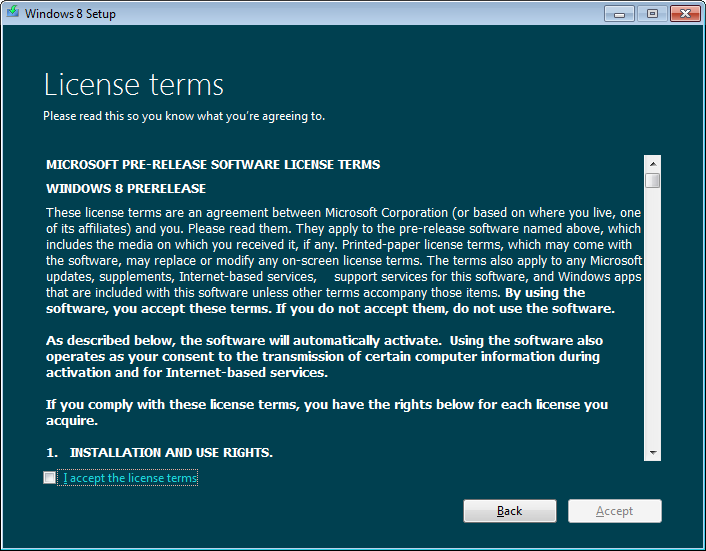 Windows 8 Setup
License terms
Please read this so you know what you're agreeing to.
MICROSOFT PRE-RELEASE SOFTWARE LICENSE TERMS
WINDOWS 8 PRERELEASE
These license terms are an agreement between Microsoft Corporation (or based on where you live, one
of its affiliates) and you. Please read them. They apply to the pre-release software named above, which
includes the media on which you received it, if any. Printed-paper license terms, which may come with
the software, may replace or modify any on-screen license terms. The terms also apply to any Microsoft
updates, supplements, Internet-based services, support services for this software, and Windows apps
that are included with this software unless other terms accompany those items. By using the
software, you accept these terms. If you do not accept them, do not use the software.
As described below, the software will automatically activate. Using the software also
operates as your consent to the transmission of certain computer information during
activation and for Internet-based services.
If you comply with these license terms, you have the rights below for each license you
acquire.
1. INSTALLATION AND USE RIGHTS.
I accept the license terms
Back Accept